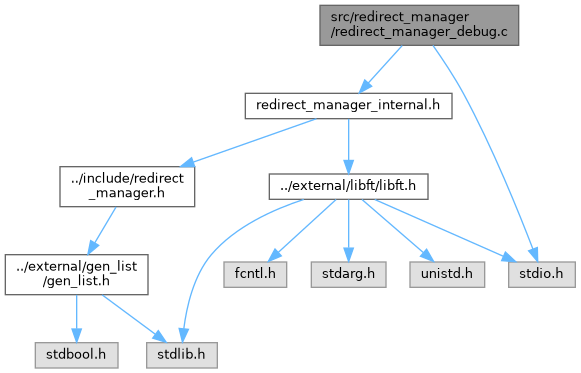 src/redirect_manager
/redirect_manager_debug.c
redirect_manager_internal.h
../include/redirect
_manager.h
../external/libft/libft.h
../external/gen_list
/gen_list.h
fcntl.h
stdarg.h
unistd.h
stdio.h
stdbool.h
stdlib.h